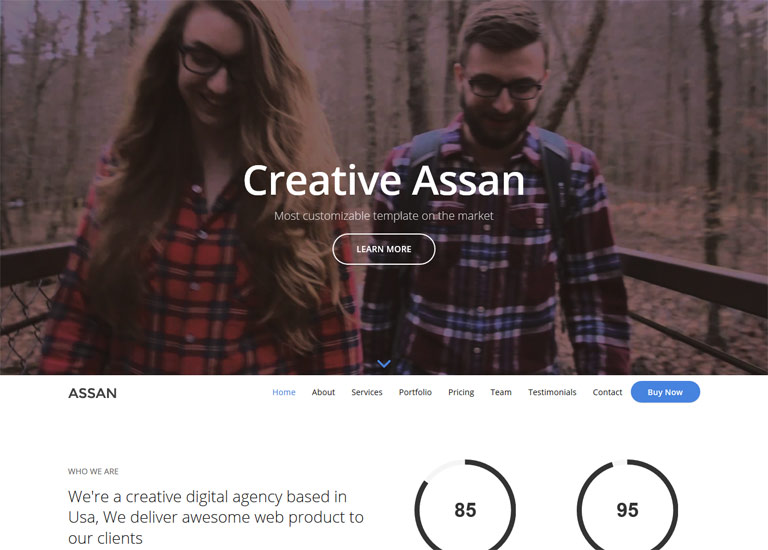 Creative Assan
Most customizable template on the market
LEARN MORE
ASSAN
Home About Services Portfolio Pricing Team Testimonials Contact Buy Now
WHO WE ARE
We're a creative digital agency based in
Usa, We deliver awesome web product to
our clients
85 95